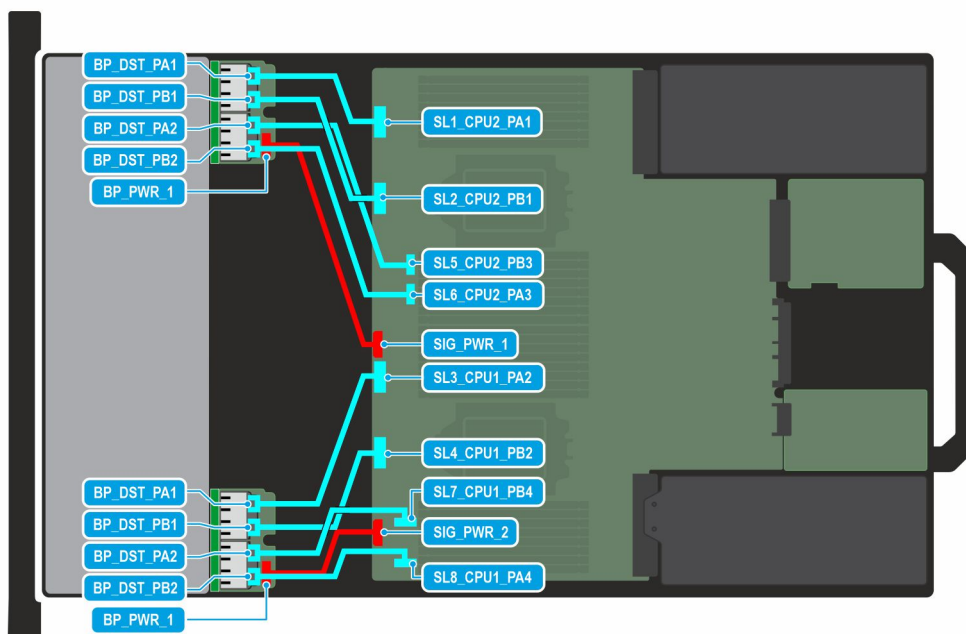 BP_DST_PA1
BP_DST_PB1
BP_DST_PA2
BP_DST_PB2
BP_PWR_1
SL1_CPU2_PA1
SL2_CPU2_PB1
SL5_CPU2_PB3
SL6_CPU2_PA3
SIG_PWR_1
SL3_CPU1_PA2
SL4_CPU1_PB2
SL7_CPU1_PB4
SIG_PWR_2
SL8_CPU1_PA4
BP_DST_PA1
BP_DST_PB1
BP_DST_PA2
BP_DST_PB2
BP_PWR_1